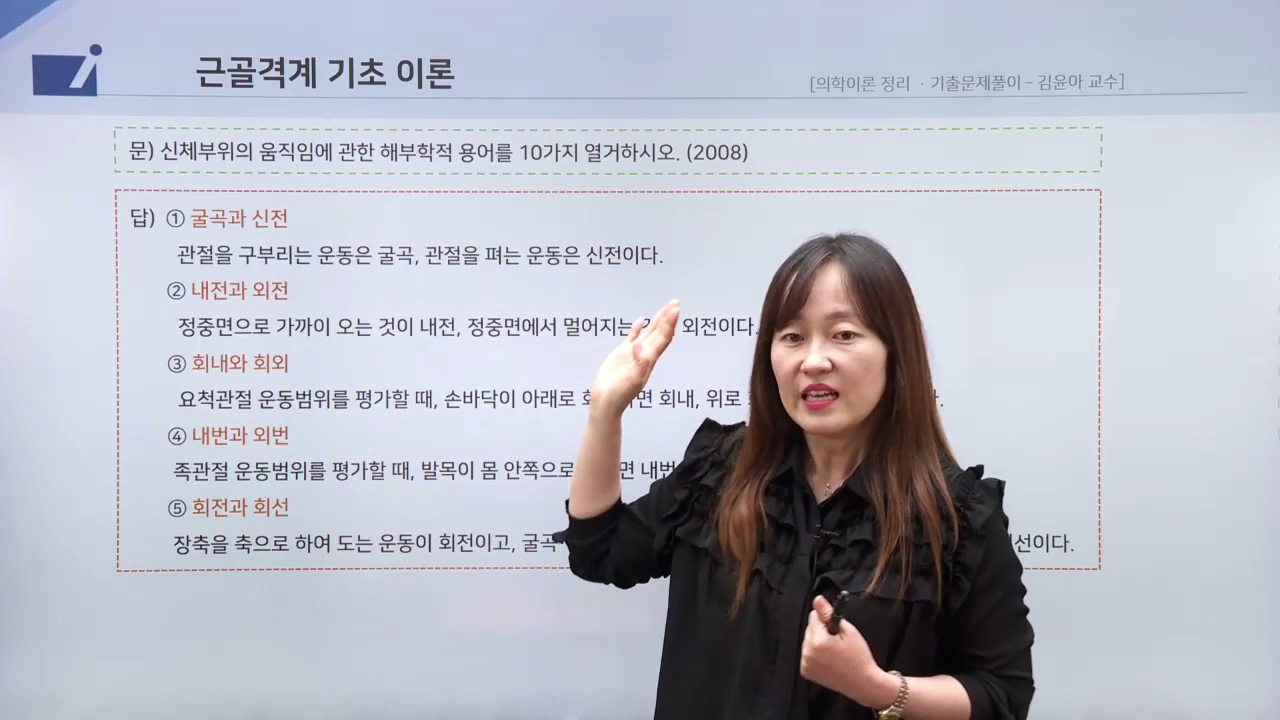 근골격계 기초 이론
[의학이론 정리 · 기출문제풀이 – 김윤아 교수]
문) 신체부위의 움직임에 관한 해부학적 용어를 10가지 열거하시오. (2008)
답) ① 굴곡과 신전
관절을 구부리는 운동은 굴곡, 관절을 펴는 운동은 신전이다.
② 내전과 외전
정중면으로 가까이 오는 것이 내전, 정중면에서 멀어지는 외전이다.
③ 회내와 회외
요척관절 운동범위를 평가할 때, 손바닥이 아래로 회내, 위로
④ 내번과 외번
족관절 운동범위를 평가할 때, 발목이 몸 안쪽으로
⑤ 회전과 회선
장축을 축으로 하여 도는 운동이 회전이고,